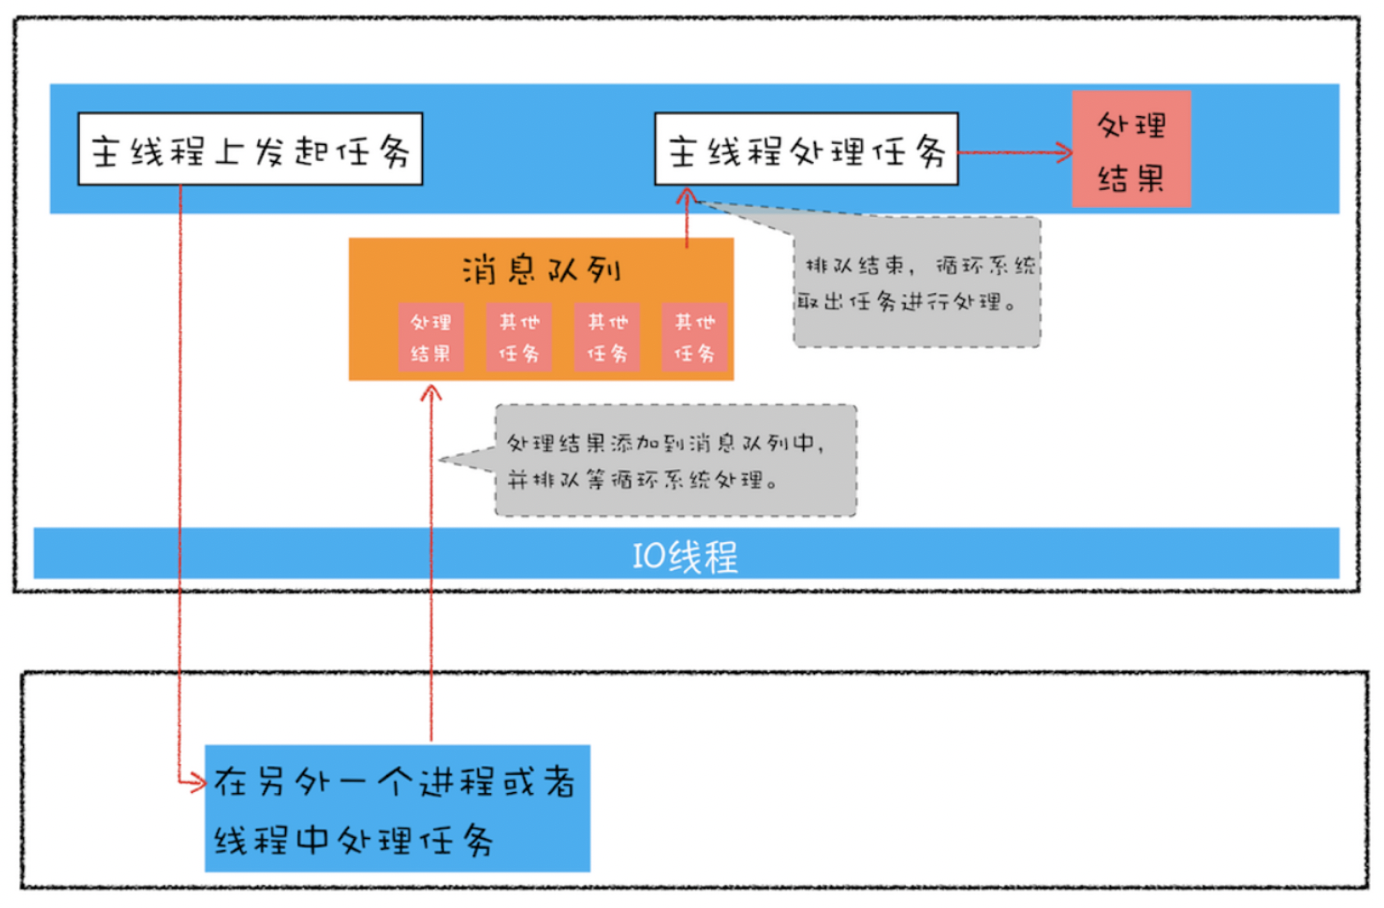 主线程上发起任务
主线程处理任务
处理
结果
消息队列
处理
结果
其他
任务
其他
任务
其他
任务
排队结束，循环系统
取出任务进行处理。
处理结果添加到消息队列中，
并排队等循环系统处理。
IO线程
在另外一个进程或者
线程中处理任务